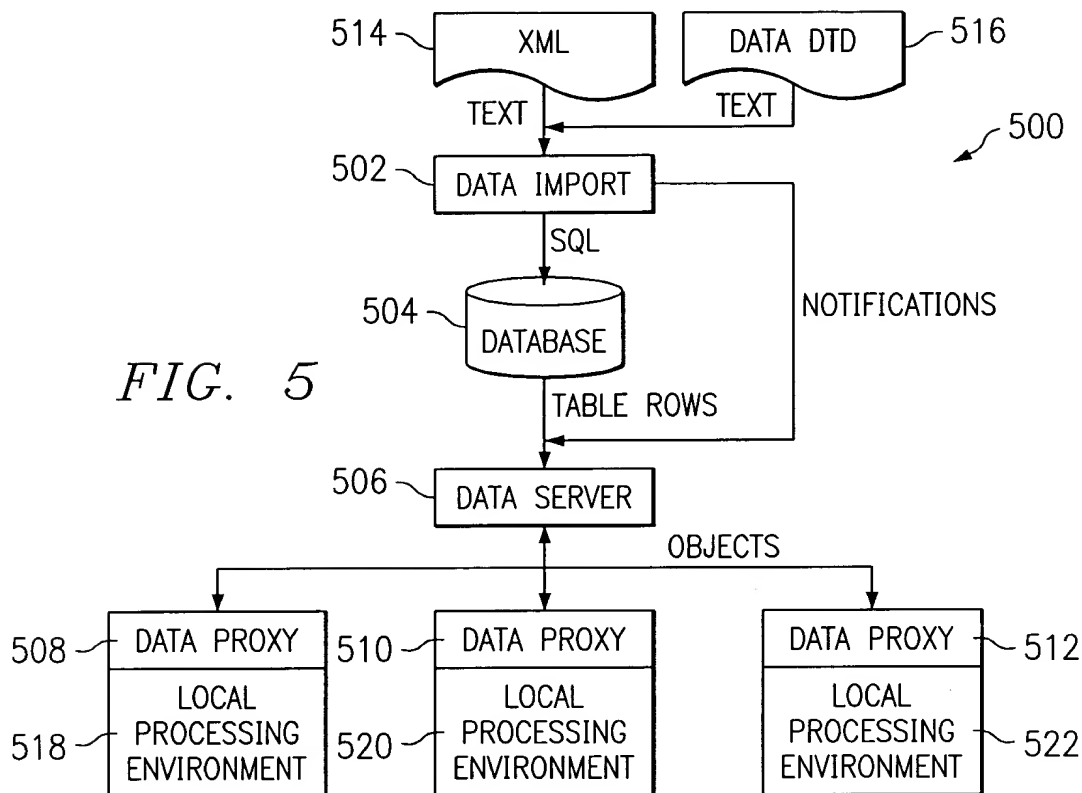 514
XML
DATA DTD
516
TEXT
TEXT
500
502
DATA IMPORT
SQL
504
DATABASE
NOTIFICATIONS
FIG. 5
TABLE ROWS
506
DATA SERVER
OBJECTS
508
DATA PROXY
510
DATA PROXY
DATA PROXY
512
518
LOCAL
PROCESSING
ENVIRONMENT
520
LOCAL
PROCESSING
ENVIRONMENT
LOCAL
PROCESSING
ENVIRONMENT
522